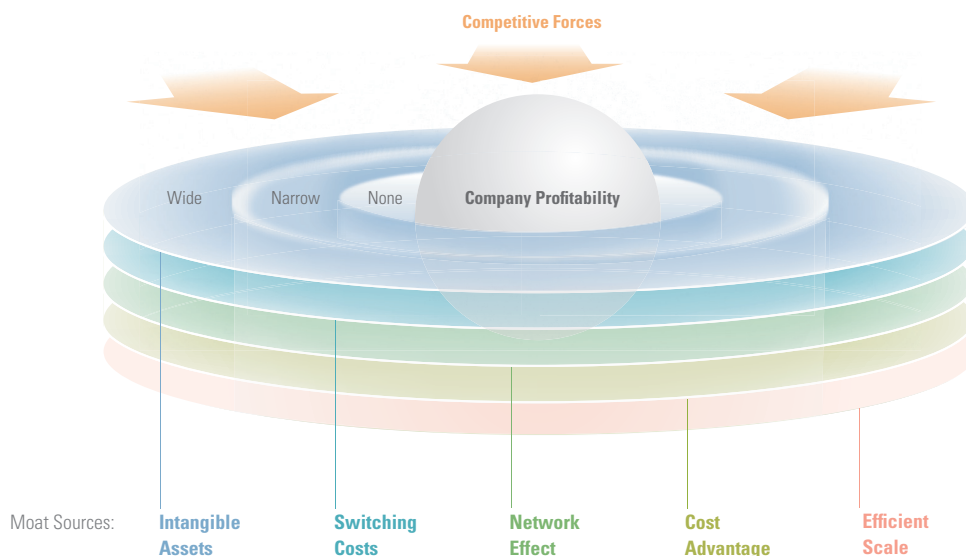 Competitive Forces
Wide
Narrow
None
Company Profitability
Moat Sources:
Intangible
Assets
Switching
Costs
Network
Effect
Cost
Advantage
Efficient
Scale